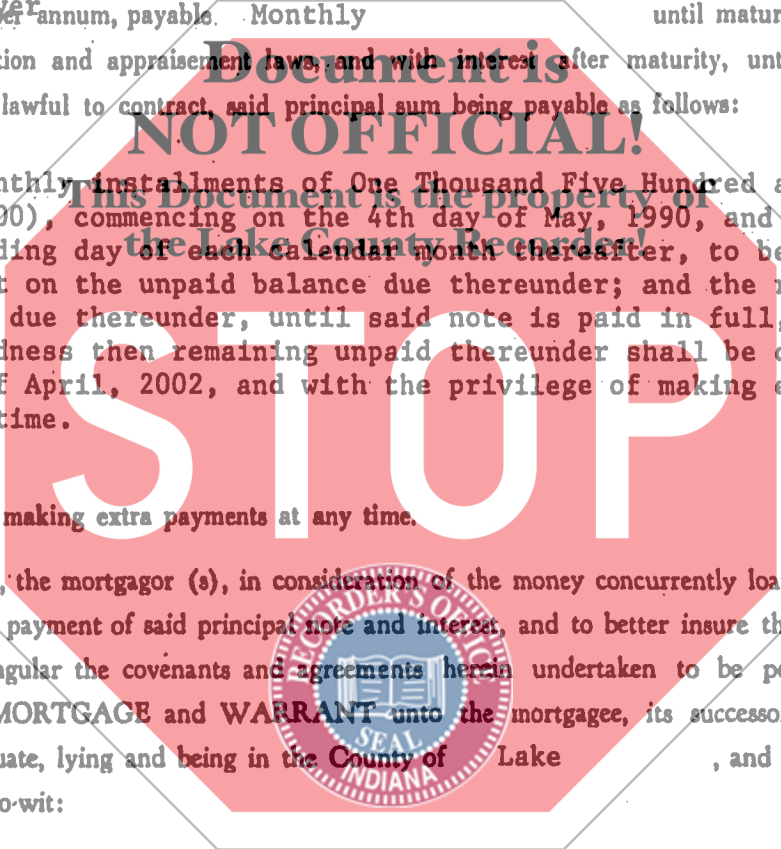 per annum, payable Monthly until matur
tion and appraisement laws, and with interest after maturity, unt
Document is
lawful to contract, said principal sum being payable as follows:
NOT OFFICIAL!
nthly installments of One Thousand Five Hundred a
This Document is the property of
00), commencing on the 4th day of May, 1990, and
the Lake County Recorder!
ding day of each calendar month thereafter, to be
t on the unpaid balance due thereunder; and the
due thereunder, until said note is paid in full,
dness then remaining unpaid thereunder shall be
f April, 2002, and with the privilege of making e
time.
STOP
making extra payments at any time.
, the mortgagor (s), in consideration of the money concurrently loa
payment of said principal note and interest, and to better insure th
ngular the covenants and agreements herein undertaken to be pe
MORTGAGE and WARRANT unto the mortgagee, its successo
uate, lying and being in the County of Lake , and
o-wit:
RECORDER'S OFFICE
SEAL
INDIANA